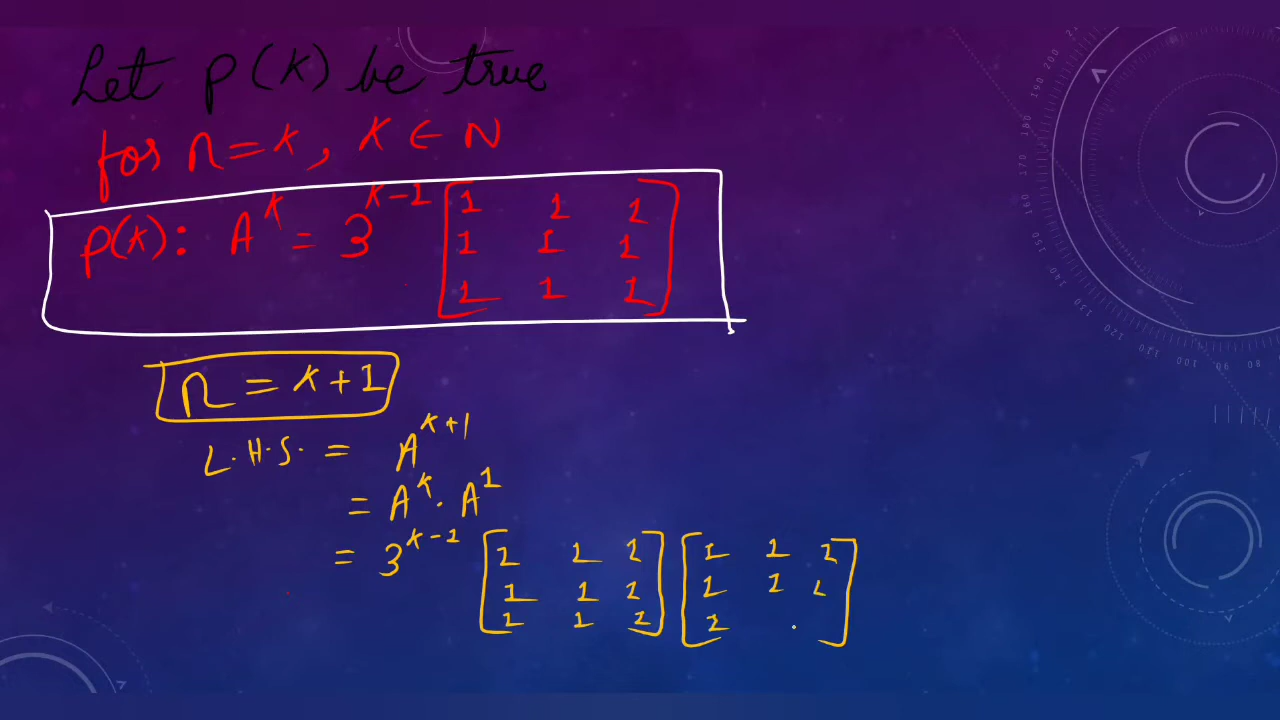 Let P(K) be true
for n = K, K ∈ N
P(K): A^K = 3^(K-1) [1 1 1
1 1 1
1 1 1]
n = K+1
L.H.S. = A^(K+1)
= A^K . A^1
= 3^(K-1) [1 1 1 [1 1 1
1 1 1 1 1 1
1 1 1] 1 ]